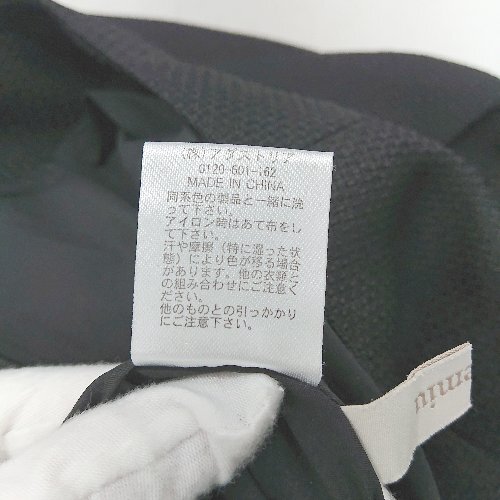 (株)アダストリア
0120-601-162
MADE IN CHINA
同系色の製品と一緒に洗
って下さい。
アイロン時はあて布をし
て下さい。
汗や摩擦（特に湿った状
態）により色が移る場合
があります。他の衣類と
の組み合わせにご注意く
ださい。
他のものとの引っかかり
にご注意下さい。
emiu